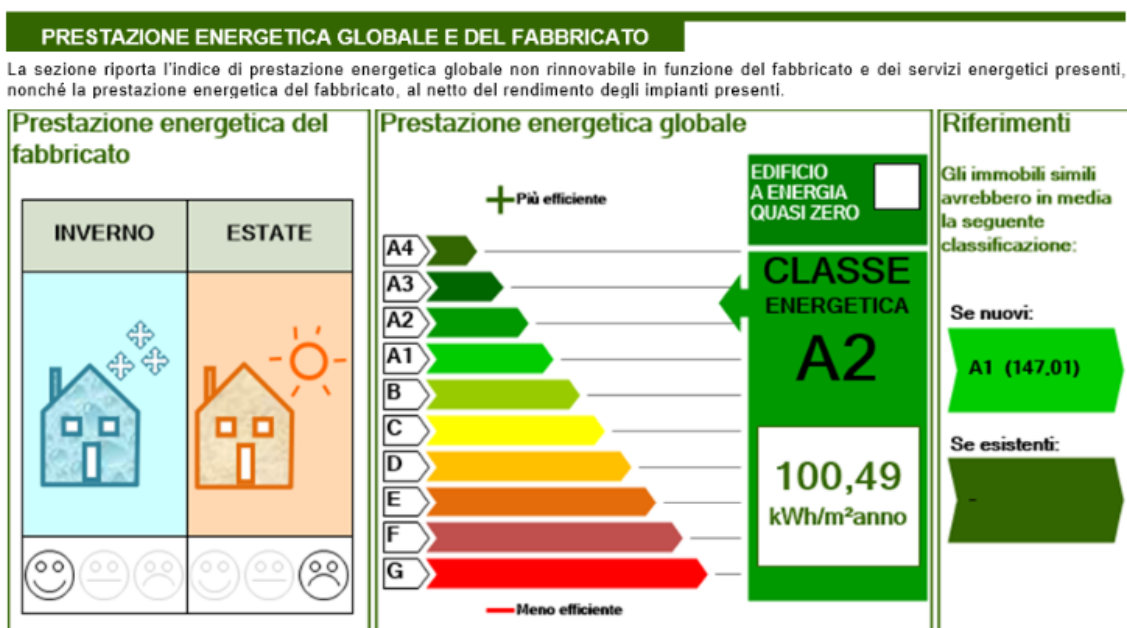 PRESTAZIONE ENERGETICA GLOBALE E DEL FABBRICATO
La sezione riporta l'indice di prestazione energetica globale non rinnovabile in funzione del fabbricato e dei servizi energetici presenti,
nonché la prestazione energetica del fabbricato, al netto del rendimento degli impianti presenti.
Prestazione energetica del
fabbricato
INVERNO
ESTATE
Prestazione energetica globale
Più efficiente
A4
A3
A2
A1
B
C
D
E
F
G
Meno efficiente
EDIFICIO
A ENERGIA
QUASI ZERO
CLASSE
ENERGETICA
A2
100,49
kWh/m²anno
Riferimenti
Gli immobili simili
avrebbero in media
la seguente
classificazione:
Se nuovi:
A1 (147,01)
Se esistenti:
-